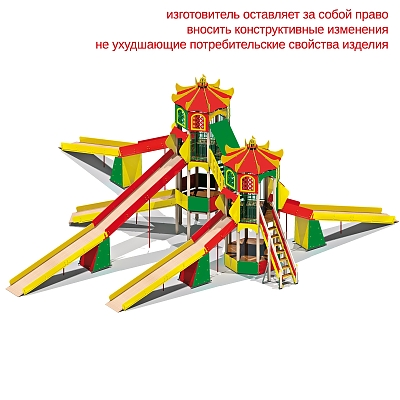 изготовитель оставляет за собой право
вносить конструктивные изменения
не ухудшающие потребительские свойства изделия